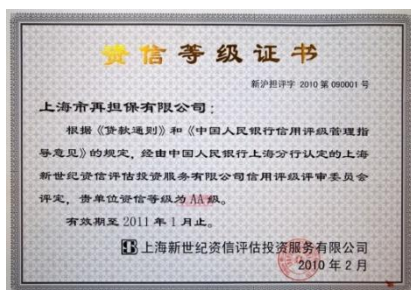 资信等级证书
新沪担评字 2010 第 090001 号
上海市再担保有限公司：
根据《贷款通则》和《中国人民银行信用评级管理指
导意见》的规定，经由中国人民银行上海分行认定的上海
新世纪资信评估投资服务有限公司信用评级评审委员会
评定，贵单位资信等级为 AA 级。
有效期至 2011 年 1 月止。
上海新世纪资信评估投资服务有限公司
2010 年 2 月